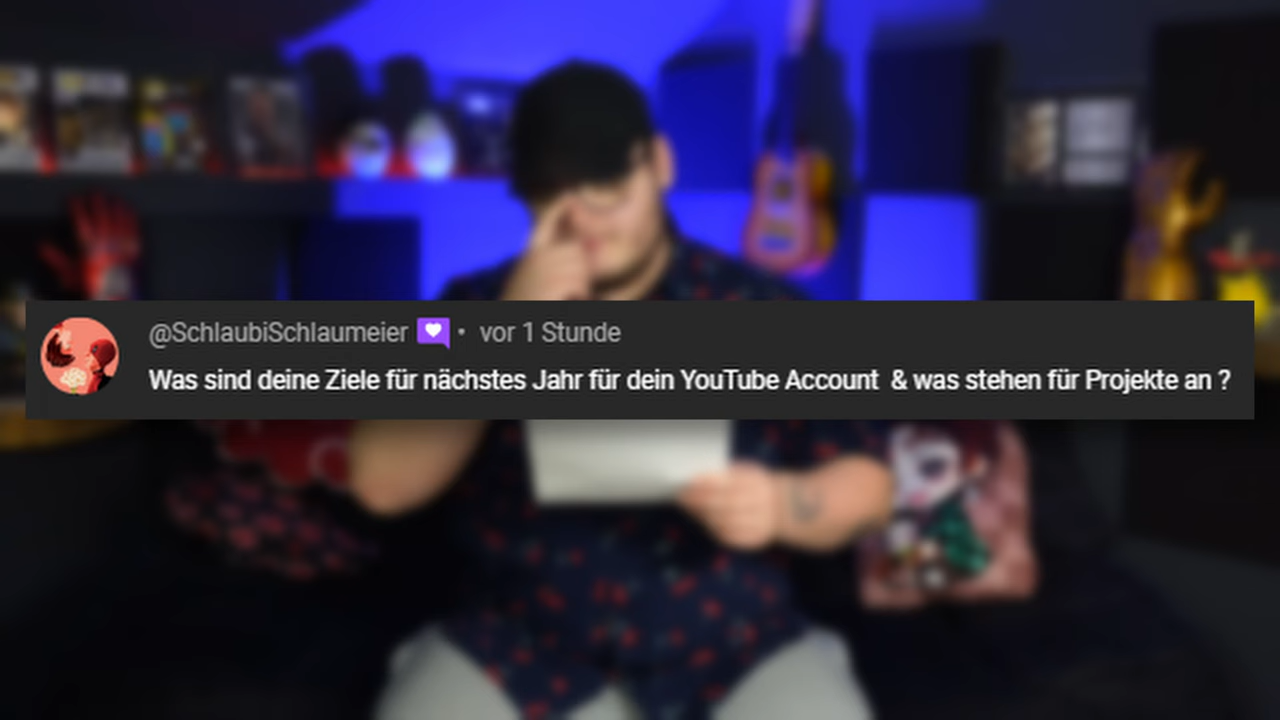 @SchlaubiSchlaumeier • vor 1 Stunde
Was sind deine Ziele für nächstes Jahr für dein YouTube Account & was stehen für Projekte an ?